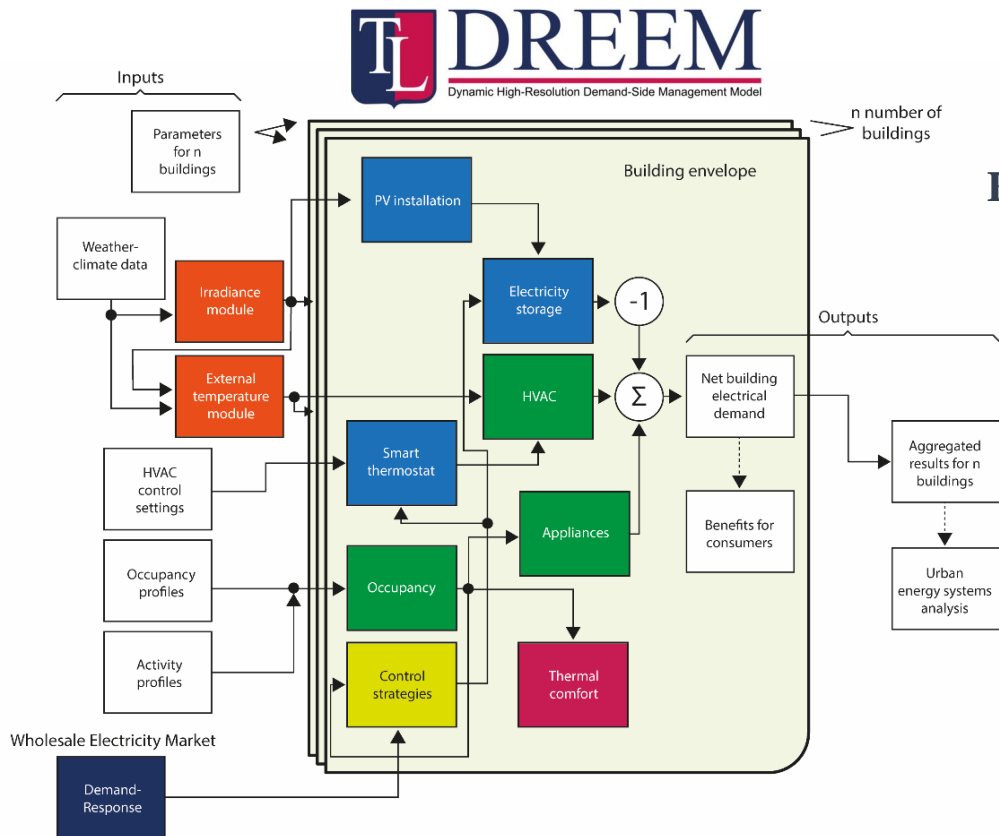 TL DREEM
Dynamic High-Resolution Demand-Side Management Model
Inputs
Parameters
for n
buildings
n number of
buildings
Building envelope
PV installation
Weather-
climate data
Irradiance
module
Electricity
storage
-1
Outputs
External
temperature
module
HVAC
Σ
Net building
electrical
demand
HVAC
control
settings
Smart
thermostat
Aggregated
results for n
buildings
Appliances
Benefits for
consumers
Occupancy
profiles
Occupancy
Urban
energy systems
analysis
Activity
profiles
Control
strategies
Thermal
comfort
Wholesale Electricity Market
Demand-
Response